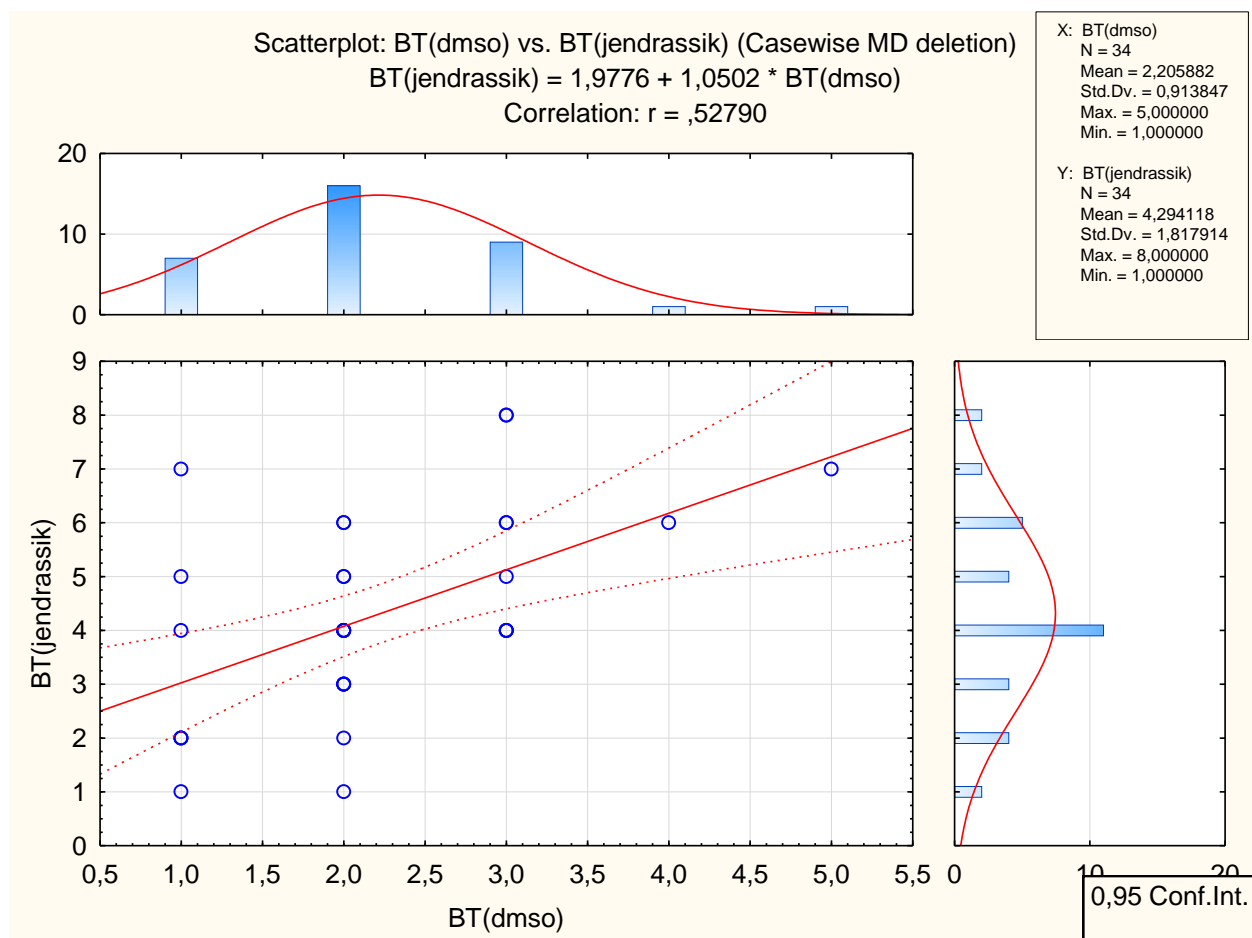 Scatterplot: BT(dmso) vs. BT(jendrassik) (Casewise MD deletion)
BT(jendrassik) = 1,9776 + 1,0502 * BT(dmso)
Correlation: r = ,52790
X: BT(dmso)
N = 34
Mean = 2,205882
Std.Dv. = 0,913847
Max. = 5,000000
Min. = 1,000000
Y: BT(jendrassik)
N = 34
Mean = 4,294118
Std.Dv. = 1,817914
Max. = 8,000000
Min. = 1,000000
20
10
0
9
8
7
6
5
4
3
2
1
0
BT(jendrassik)
0,5 1,0 1,5 2,0 2,5 3,0 3,5 4,0 4,5 5,0 5,5
BT(dmso)
0 10 20
0,95 Conf.Int.